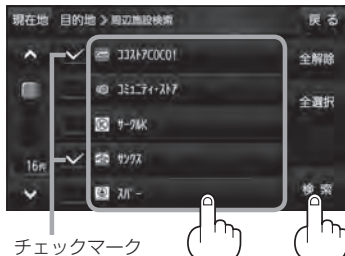 現在地 目的地 > 周辺施設検索 戻る
ココストアCOCO! 全解除
コミュニティ・ストア
全選択
サークルK
サンクス
16件
スパー
検索
チェックマーク